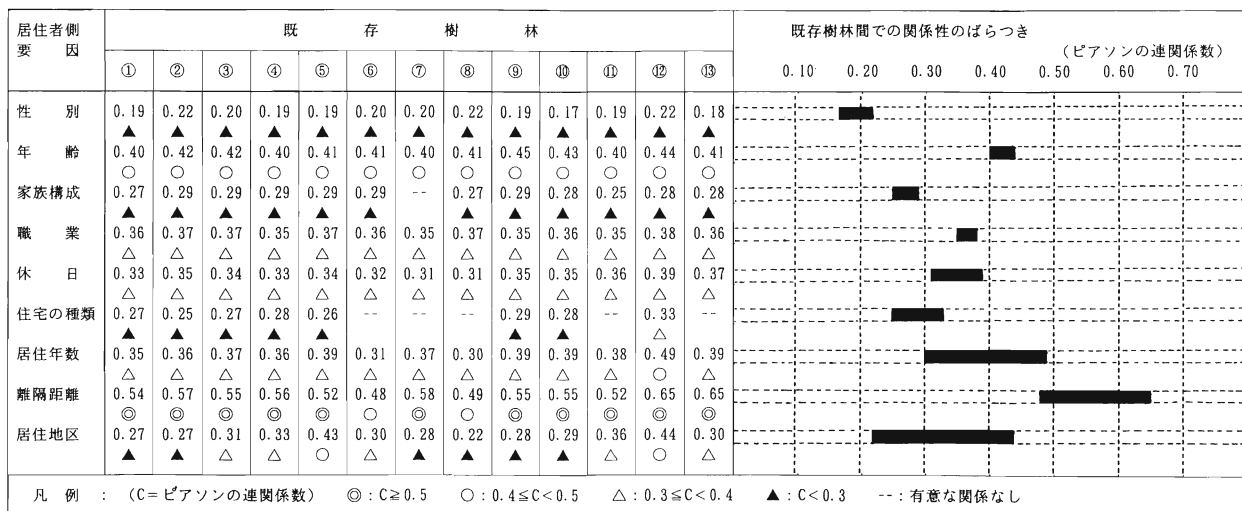 居住者側 要因 既存樹林 既存樹林間での関係性のばらつき
(ピアソンの連関係数)
① ② ③ ④ ⑤ ⑥ ⑦ ⑧ ⑨ ⑩ ⑪ ⑫ ⑬ 0.10 0.20 0.30 0.40 0.50 0.60 0.70
性別 0.19 0.22 0.20 0.19 0.19 0.20 0.20 0.22 0.19 0.17 0.19 0.22 0.18
▲ ▲ ▲ ▲ ▲ ▲ ▲ ▲ ▲ ▲ ▲ ▲ ▲
年齢 0.40 0.42 0.42 0.40 0.41 0.41 0.40 0.41 0.45 0.43 0.40 0.44 0.41
○ ○ ○ ○ ○ ○ ○ ○ ○ ○ ○ ○ ○
家族構成 0.27 0.29 0.29 0.29 0.29 0.29 -- 0.27 0.29 0.28 0.25 0.28 0.28
▲ ▲ ▲ ▲ ▲ ▲ ▲ ▲ ▲ ▲ ▲ ▲
職業 0.36 0.37 0.37 0.35 0.37 0.36 0.35 0.37 0.35 0.36 0.35 0.38 0.36
△ △ △ △ △ △ △ △ △ △ △ △ △
休日 0.33 0.35 0.34 0.33 0.34 0.32 0.31 0.31 0.35 0.35 0.36 0.39 0.37
△ △ △ △ △ △ △ △ △ △ △ △ △
住宅の種類 0.27 0.25 0.27 0.28 0.26 -- -- -- 0.29 0.28 -- 0.33 --
▲ ▲ ▲ ▲ ▲ ▲ ▲ △
居住年数 0.35 0.36 0.37 0.36 0.39 0.31 0.37 0.30 0.39 0.39 0.38 0.49 0.39
△ △ △ △ △ △ △ △ △ △ △ ○ △
離隔距離 0.54 0.57 0.55 0.56 0.52 0.48 0.58 0.49 0.55 0.55 0.52 0.65 0.65
◎ ◎ ◎ ◎ ◎ ○ ◎ ○ ◎ ◎ ◎ ◎ ◎
居住地区 0.27 0.27 0.31 0.33 0.43 0.30 0.28 0.22 0.28 0.29 0.36 0.44 0.30
▲ ▲ △ △ ○ △ ▲ ▲ ▲ ▲ △ ○ △
凡例 : (C=ピアソンの連関係数) ◎:C≧0.5 ○:0.4≦C<0.5 △:0.3≦C<0.4 ▲:C<0.3 --:有意な関係なし